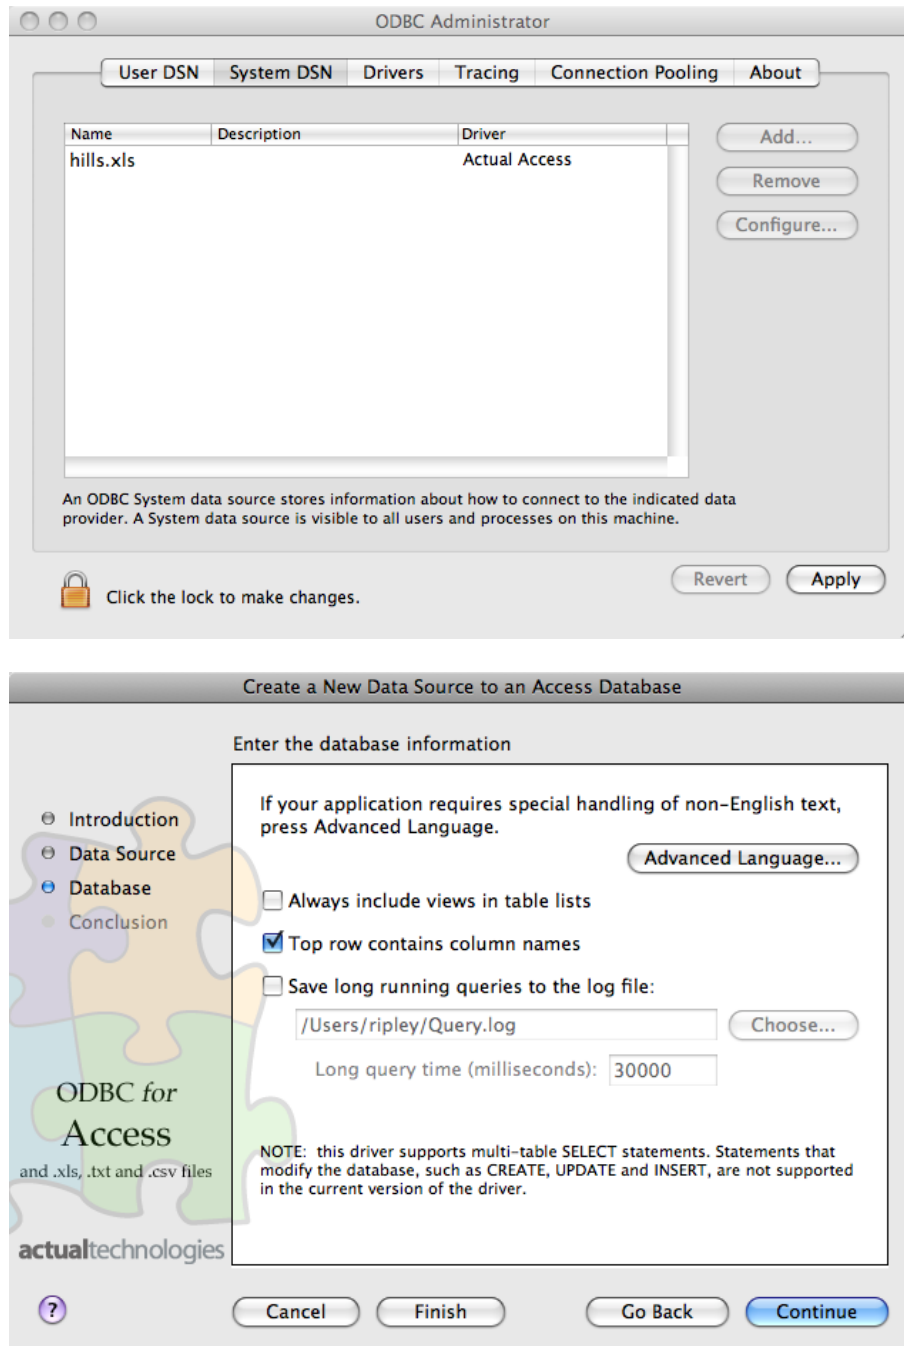 ODBC Administrator
User DSN System DSN Drivers Tracing Connection Pooling About
Name Description Driver
hills.xls Actual Access
Add...
Remove
Configure...
An ODBC System data source stores information about how to connect to the indicated data
provider. A System data source is visible to all users and processes on this machine.
Click the lock to make changes.
Revert Apply
Create a New Data Source to an Access Database
Enter the database information
Introduction
Data Source
Database
Conclusion
ODBC for
Access
and .xls, .txt and .csv files
actualtechnologies
If your application requires special handling of non-English text,
press Advanced Language.
Advanced Language...
Always include views in table lists
Top row contains column names
Save long running queries to the log file:
/Users/ripley/Query.log Choose...
Long query time (milliseconds): 30000
NOTE: this driver supports multi-table SELECT statements. Statements that
modify the database, such as CREATE, UPDATE and INSERT, are not supported
in the current version of the driver.
? Cancel Finish Go Back Continue